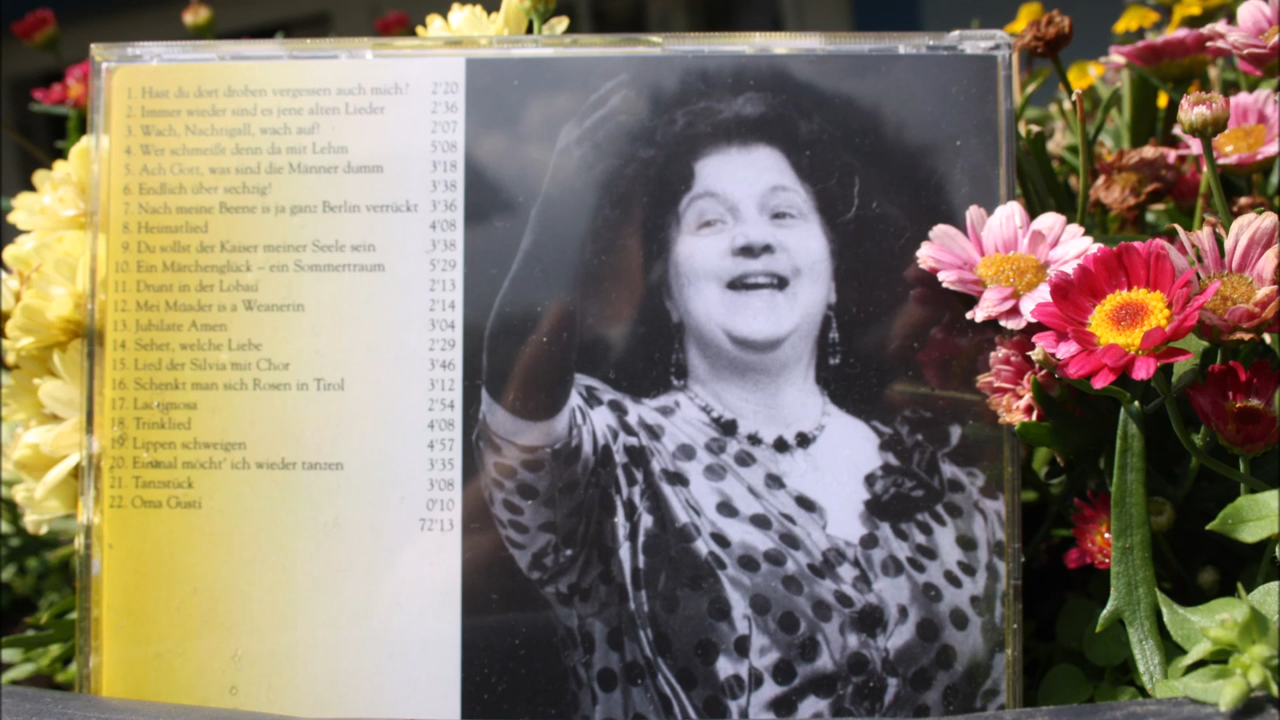 1. Hast du dort droben vergessen auch mich? 2'20
2. Immer wieder sind es jene alten Lieder 2'36
3. Wach, Nachtigall, wach auf! 2'07
4. Wer schmeißt denn da mit Lehm 5'08
5. Ach Gott, was sind die Männer dumm 3'18
6. Endlich über sechzig! 3'38
7. Nach meine Beene is ja ganz Berlin verrückt 3'36
8. Heimatlied 4'08
9. Du sollst der Kaiser meiner Seele sein 3'38
10. Ein Märchenglück – ein Sommertraum 5'29
11. Drunt in der Lobau 2'13
12. Mei Muader is a Weanerin 2'14
13. Jubilate Amen 3'04
14. Sehet, welche Liebe 2'29
15. Lied der Silvia mit Chor 3'46
16. Schenkt man sich Rosen in Tirol 3'12
17. Lacrimosa 2'54
18. Trinklied 4'08
19. Lippen schweigen 4'57
20. Einmal möcht' ich wieder tanzen 3'35
21. Tanzstück 3'08
22. Oma Gusti 0'10
72'13